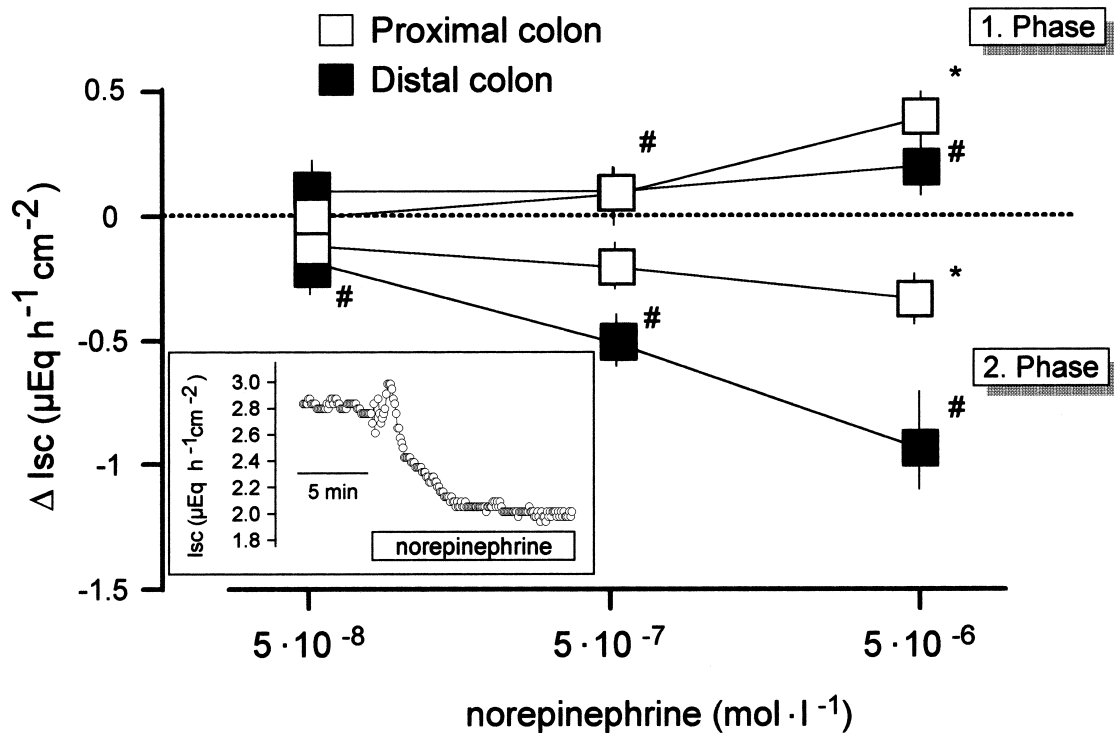 Proximal colon
Distal colon
1. Phase
Δ Isc (µEq h⁻¹ cm⁻²)
0.5
0
-0.5
-1
-1.5
*
#
#
*
#
#
#
2. Phase
Isc (µEq h⁻¹cm⁻²)
3.0
2.8
2.6
2.4
2.2
2.0
1.8
5 min
norepinephrine
5·10⁻⁸
5·10⁻⁷
5·10⁻⁶
norepinephrine (mol·l⁻¹)